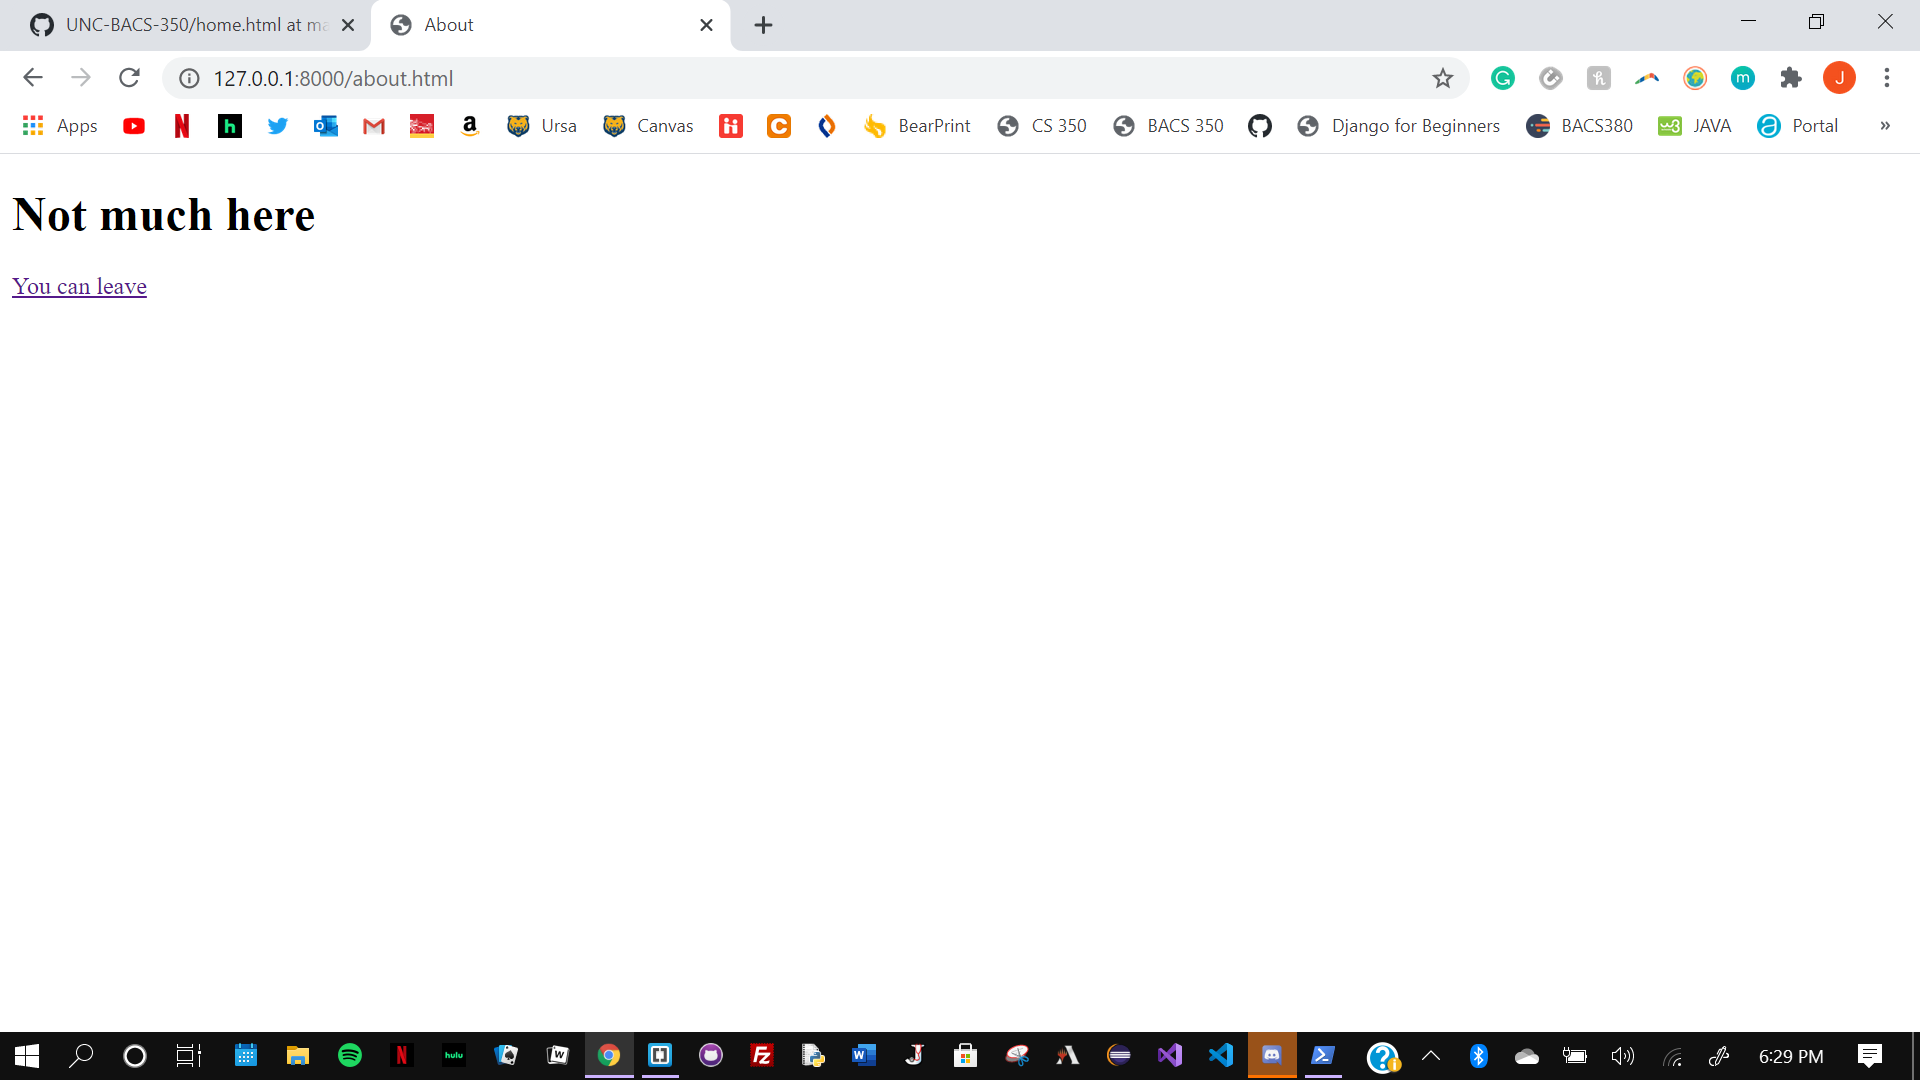 UNC-BACS-350/home.html at ma
About
127.0.0.1:8000/about.html
J
Apps
Ursa
Canvas
BearPrint
CS 350
BACS 350
Django for Beginners
BACS380
JAVA
Portal
»
Not much here
You can leave
hulu
6:29 PM